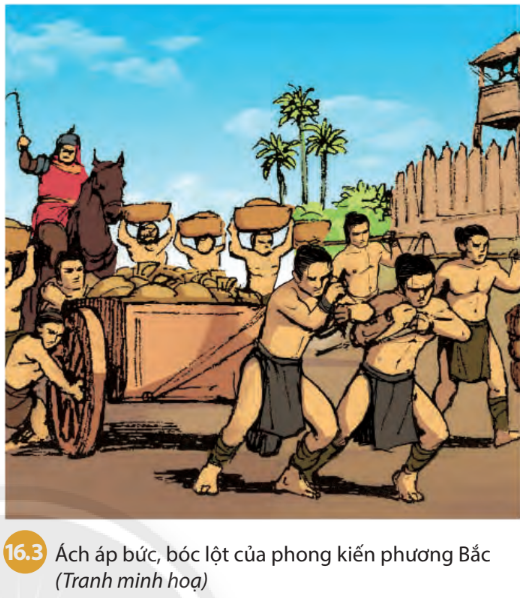 16.3 Ách áp bức, bóc lột của phong kiến phương Bắc
(Tranh minh hoạ)